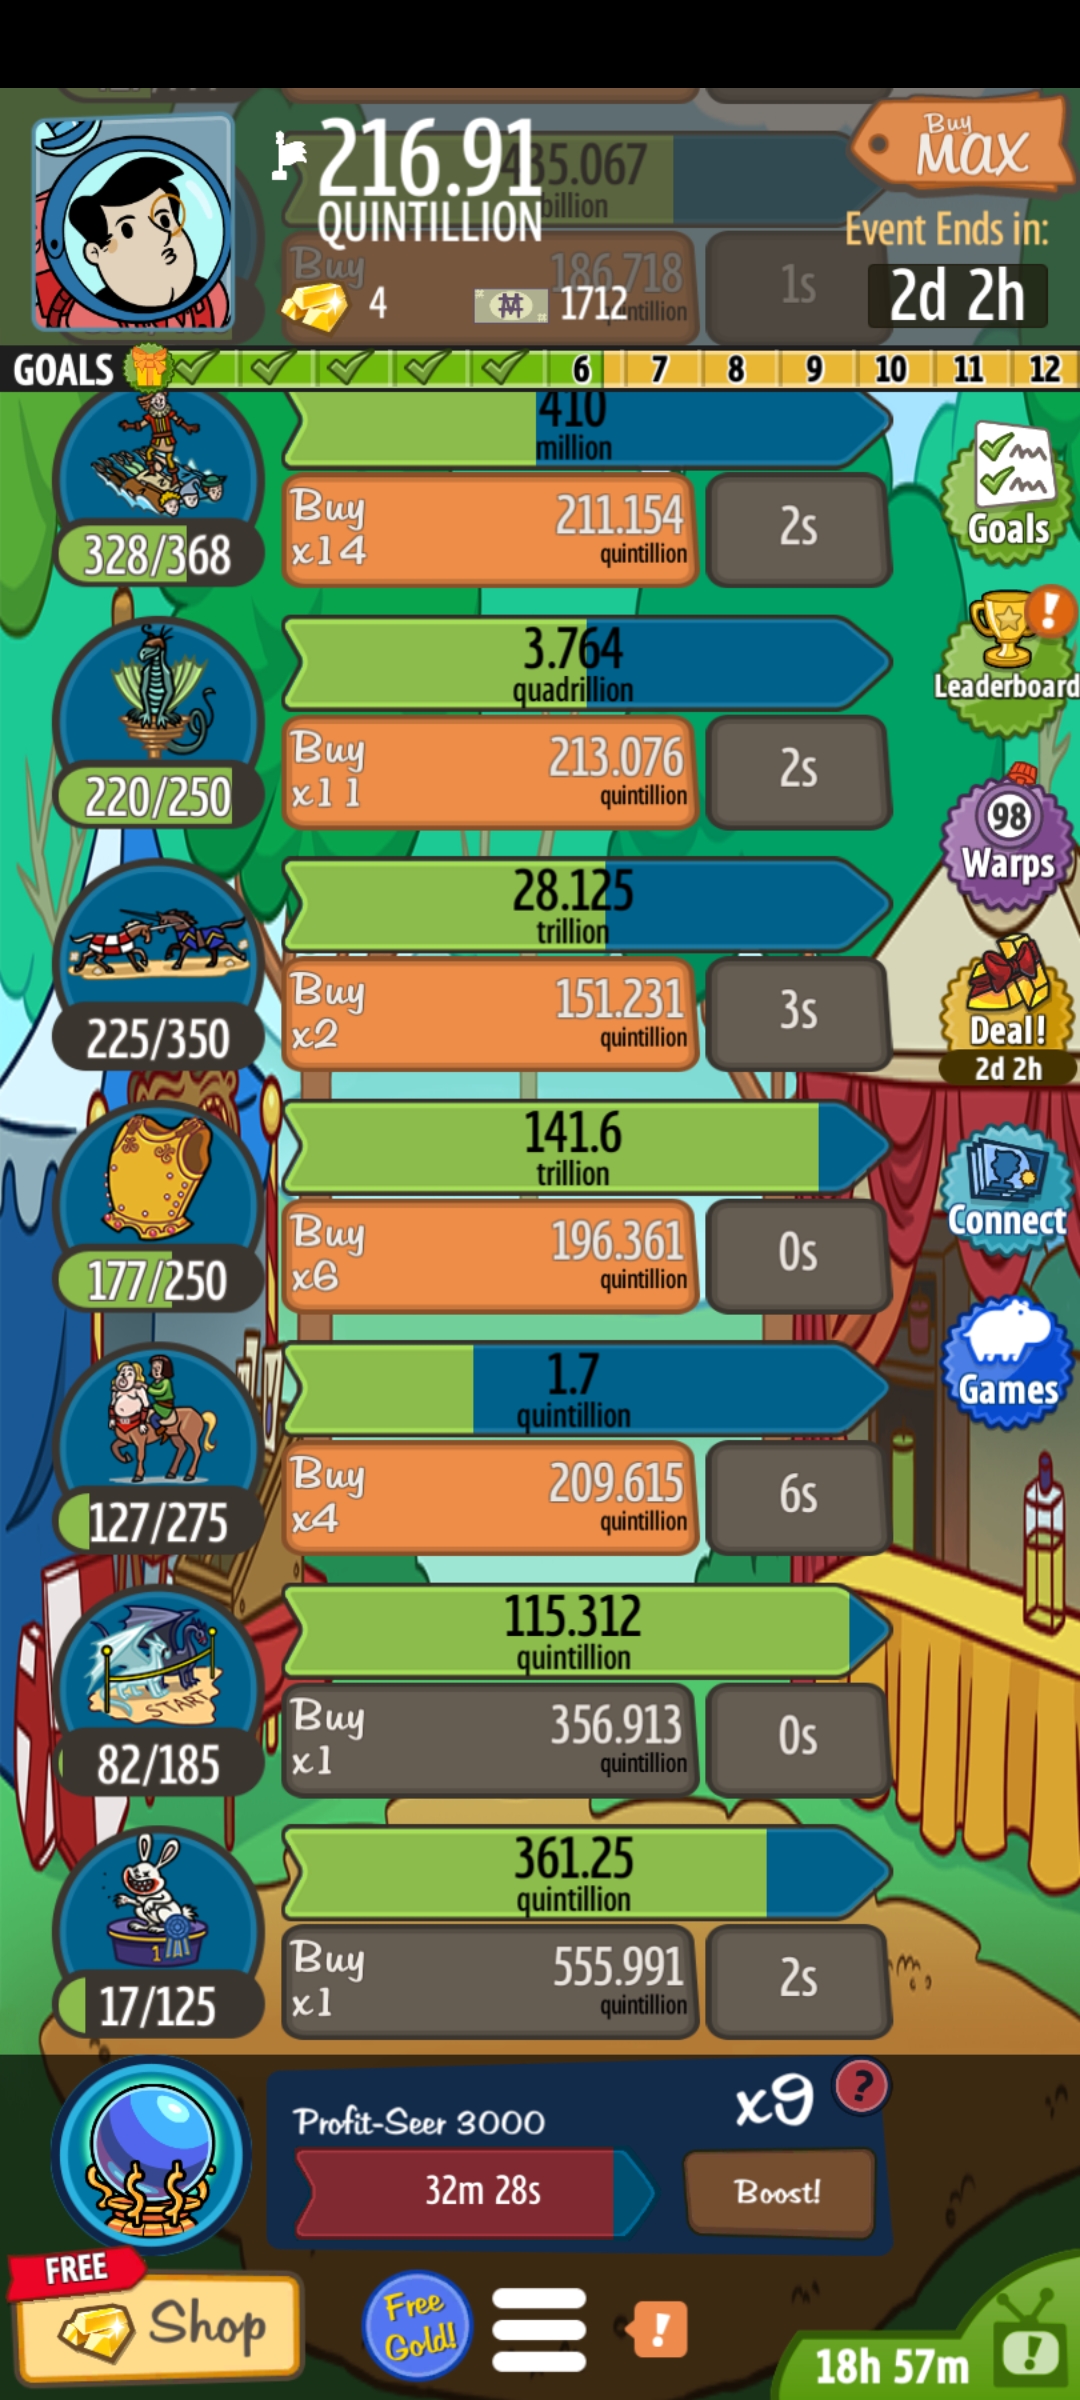 216.91
QUINTILLION
435.067
billion
Buy
MAX
Buy
186.718
1s
4
1712
Event Ends in:
2d 2h
GOALS 6 7 8 9 10 11 12
410
million
328/368
Buy
x14
211.154
quintillion
2s
Goals
3.764
quadrillion
220/250
Buy
x11
213.076
quintillion
2s
Leaderboard
!
28.125
trillion
225/350
Buy
x2
151.231
quintillion
3s
98
Warps
Deal!
2d 2h
141.6
trillion
177/250
Buy
x6
196.361
quintillion
0s
Connect
1.7
quintillion
127/275
Buy
x4
209.615
quintillion
6s
Games
115.312
quintillion
START
82/185
Buy
x1
356.913
quintillion
0s
361.25
quintillion
1
17/125
Buy
x1
555.991
quintillion
2s
Profit-Seer 3000
x9
?
32m 28s
Boost!
FREE
Shop
Free
Gold!
!
18h 57m
!